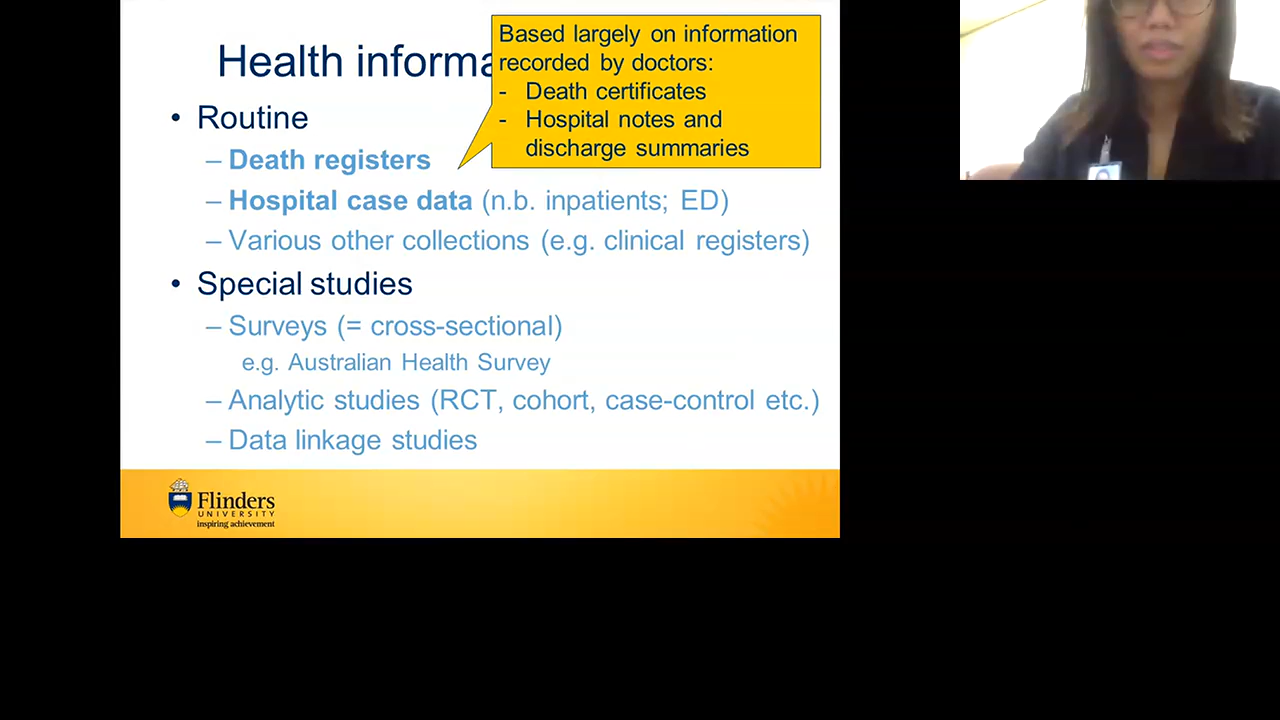 Health informa
Based largely on information
recorded by doctors:
- Death certificates
- Hospital notes and
discharge summaries
• Routine
– Death registers
– Hospital case data (n.b. inpatients; ED)
– Various other collections (e.g. clinical registers)
• Special studies
– Surveys (= cross-sectional)
e.g. Australian Health Survey
– Analytic studies (RCT, cohort, case-control etc.)
– Data linkage studies
Flinders
UNIVERSITY
inspiring achievement